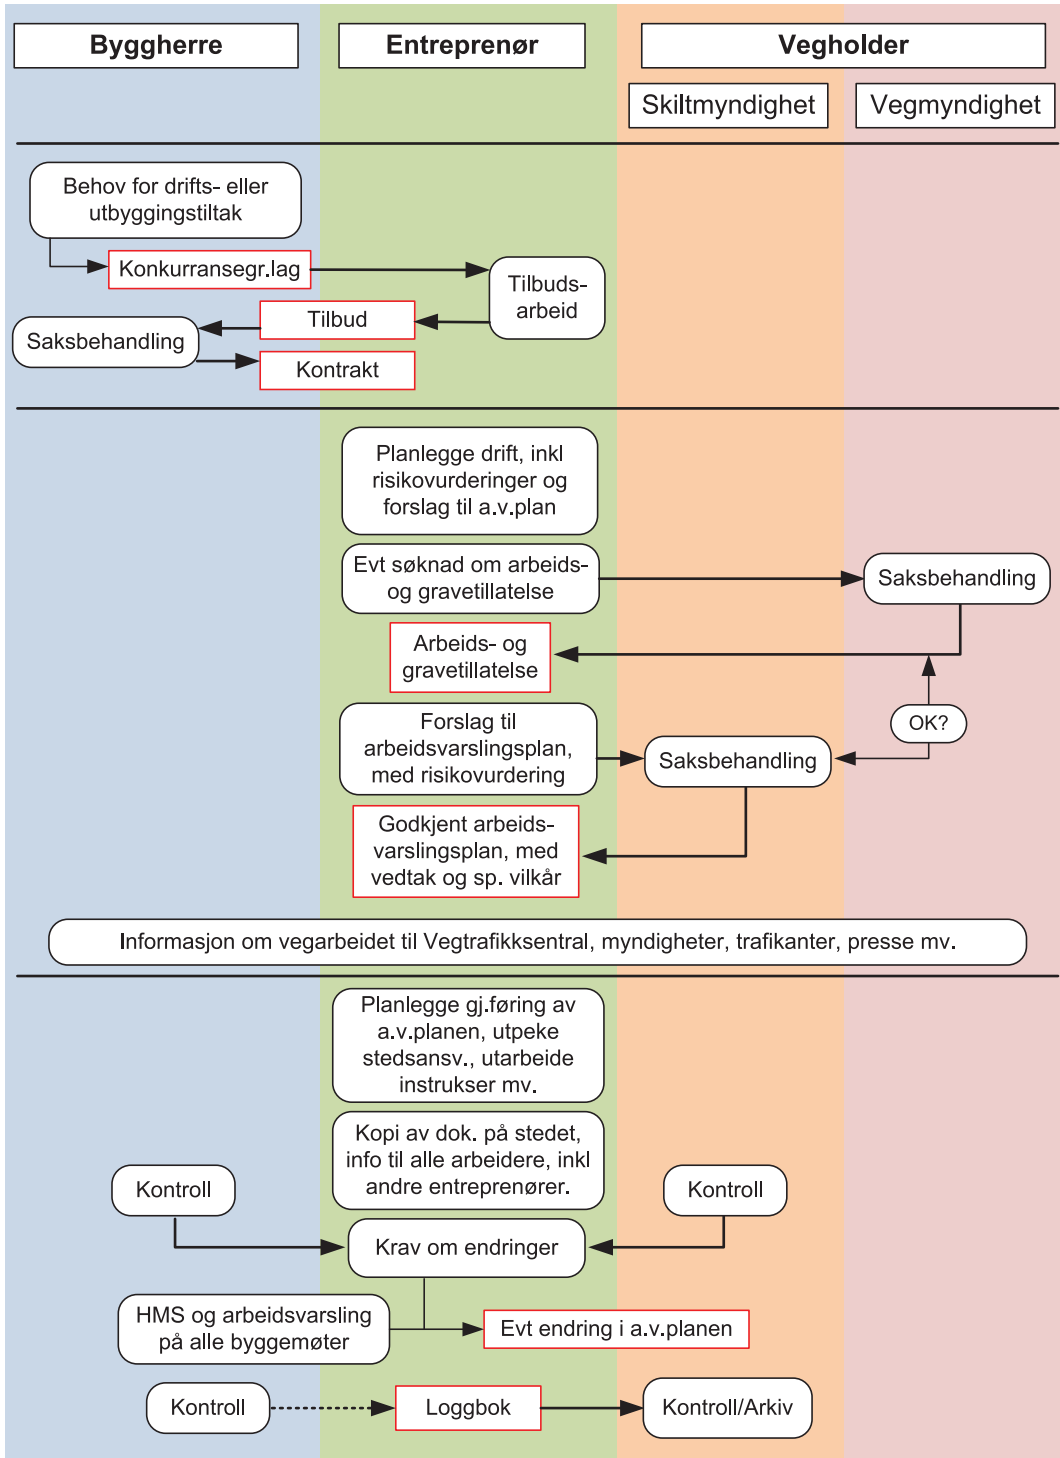 Byggherre
Entreprenør
Vegholder
Skiltmyndighet
Vegmyndighet
Behov for drifts- eller
utbyggingstiltak
Konkurransegr.lag
Tilbuds-
arbeid
Tilbud
Saksbehandling
Kontrakt
Planlegge drift, inkl
risikovurderinger og
forslag til a.v.plan
Evt søknad om arbeids-
og gravetillatelse
Saksbehandling
Arbeids- og
gravetillatelse
OK?
Forslag til
arbeidsvarslingsplan,
med risikovurdering
Saksbehandling
Godkjent arbeids-
varslingsplan, med
vedtak og sp. vilkår
Informasjon om vegarbeidet til Vegtrafikksentral, myndigheter, trafikanter, presse mv.
Planlegge gj.føring av
a.v.planen, utpeke
stedsansv., utarbeide
instrukser mv.
Kopi av dok. på stedet,
info til alle arbeidere, inkl
andre entreprenører.
Kontroll
Kontroll
Krav om endringer
HMS og arbeidsvarsling
på alle byggemøter
Evt endring i a.v.planen
Kontroll
Loggbok
Kontroll/Arkiv